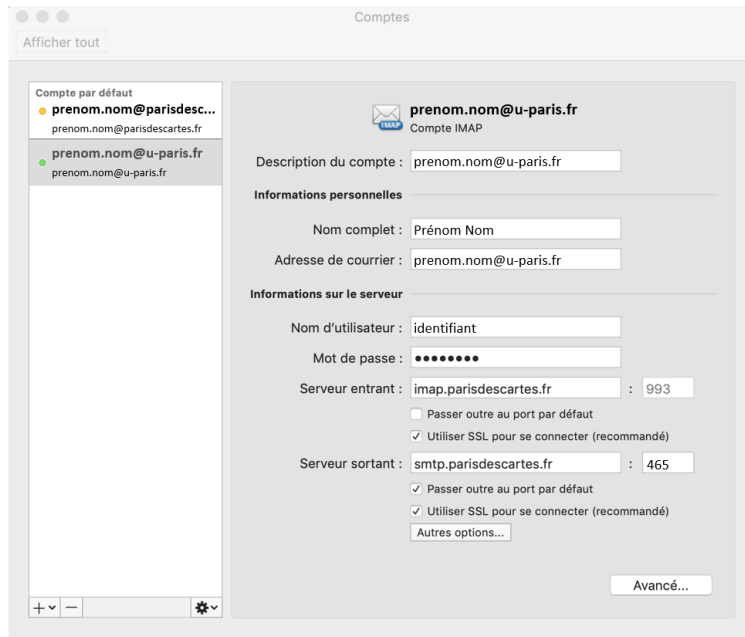 Comptes
Afficher tout
Compte par défaut
prenom.nom@parisdesc...
prenom.nom@parisdescartes.fr
prenom.nom@u-paris.fr
prenom.nom@u-paris.fr
IMAP
prenom.nom@u-paris.fr
Compte IMAP
Description du compte : prenom.nom@u-paris.fr
Informations personnelles
Nom complet : Prénom Nom
Adresse de courrier : prenom.nom@u-paris.fr
Informations sur le serveur
Nom d'utilisateur : identifiant
Mot de passe : ●●●●●●●●
Serveur entrant : imap.parisdescartes.fr : 993
Passer outre au port par défaut
Utiliser SSL pour se connecter (recommandé)
Serveur sortant : smtp.parisdescartes.fr : 465
Passer outre au port par défaut
Utiliser SSL pour se connecter (recommandé)
Autres options...
Avancé...